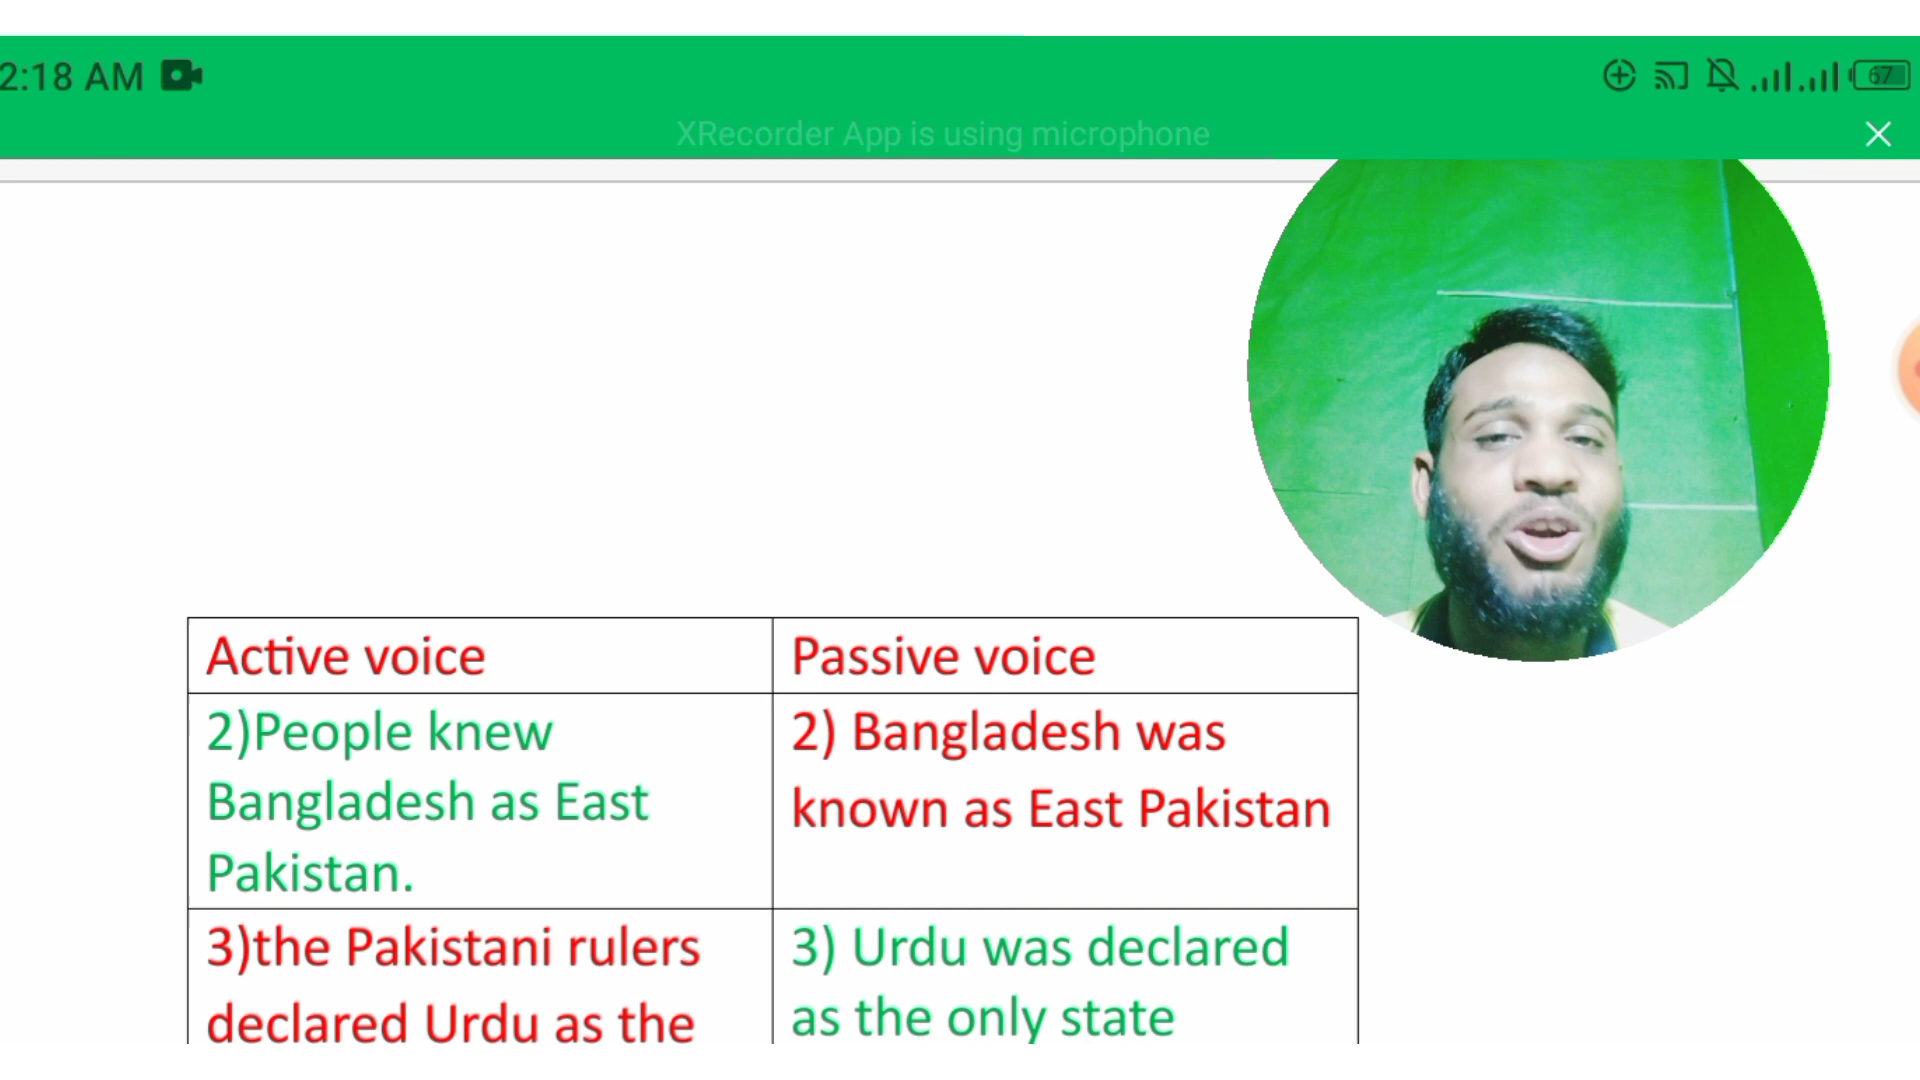 2:18 AM
67
XRecorder App is using microphone
Active voice
Passive voice
2)People knew
Bangladesh as East
Pakistan.
2) Bangladesh was
known as East Pakistan
3)the Pakistani rulers
declared Urdu as the
3) Urdu was declared
as the only state